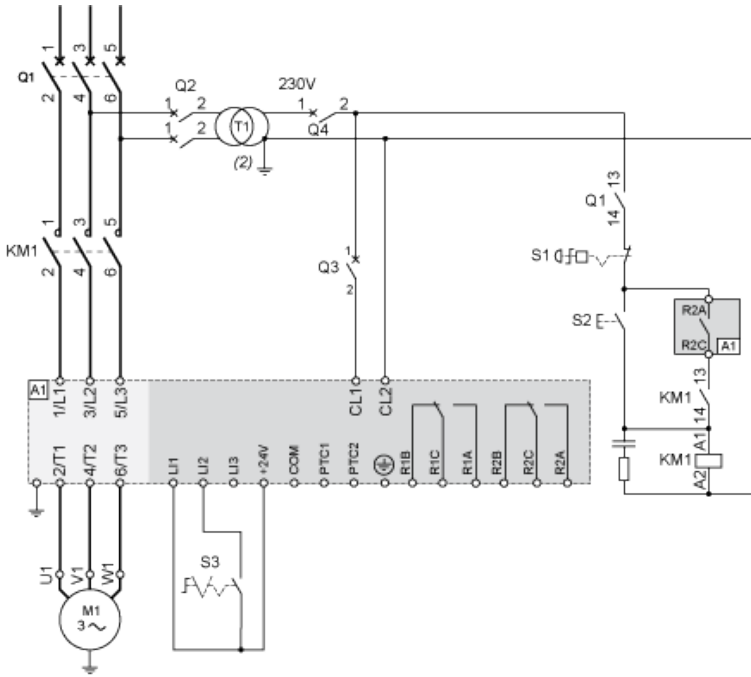 1 3 5
Q1
2 4 6
Q2
1 2
1 2
T1
(2)
230V
1 2
Q4
1 3 5
KM1
2 4 6
1
Q3
2
13
Q1
14
S1
S2
R2A
R2C A1
13
KM1
14
A1
KM1
A2
A1
1/L1 3/L2 5/L3 CL1 CL2
2/T1 4/T2 6/T3 LI1 LI2 LI3 +24V COM PTC1 PTC2 R1B R1C R1A R2B R2C R2A
S3
U1 V1 W1
M1
3 ~